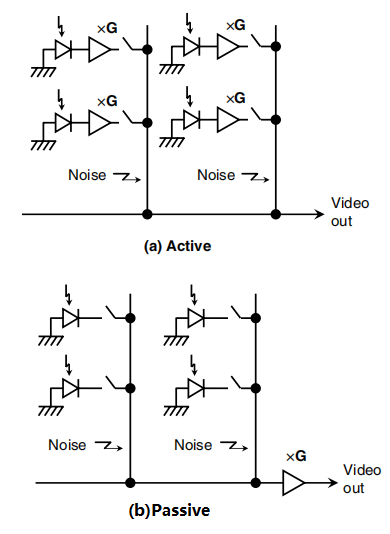 ×G ×G
×G ×G
Noise Noise
Video
out
(a) Active
Noise Noise
×G
Video
out
(b)Passive